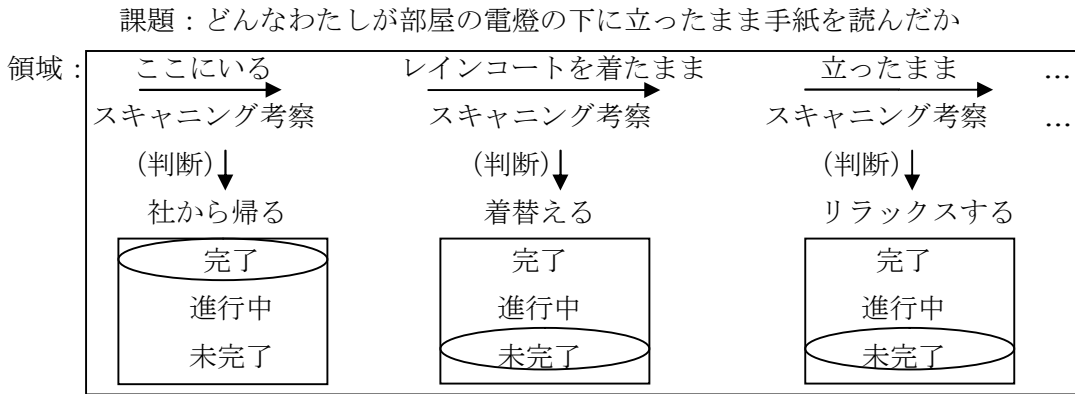 課題：どんなわたしが部屋の電燈の下に立ったまま手紙を読んだか
領域： ここにいる レインコートを着たまま 立ったまま …
スキャニング考察 スキャニング考察 スキャニング考察 …
(判断) (判断) (判断)
社から帰る 着替える リラックスする
完了 完了 完了
進行中 進行中 進行中
未完了 未完了 未完了